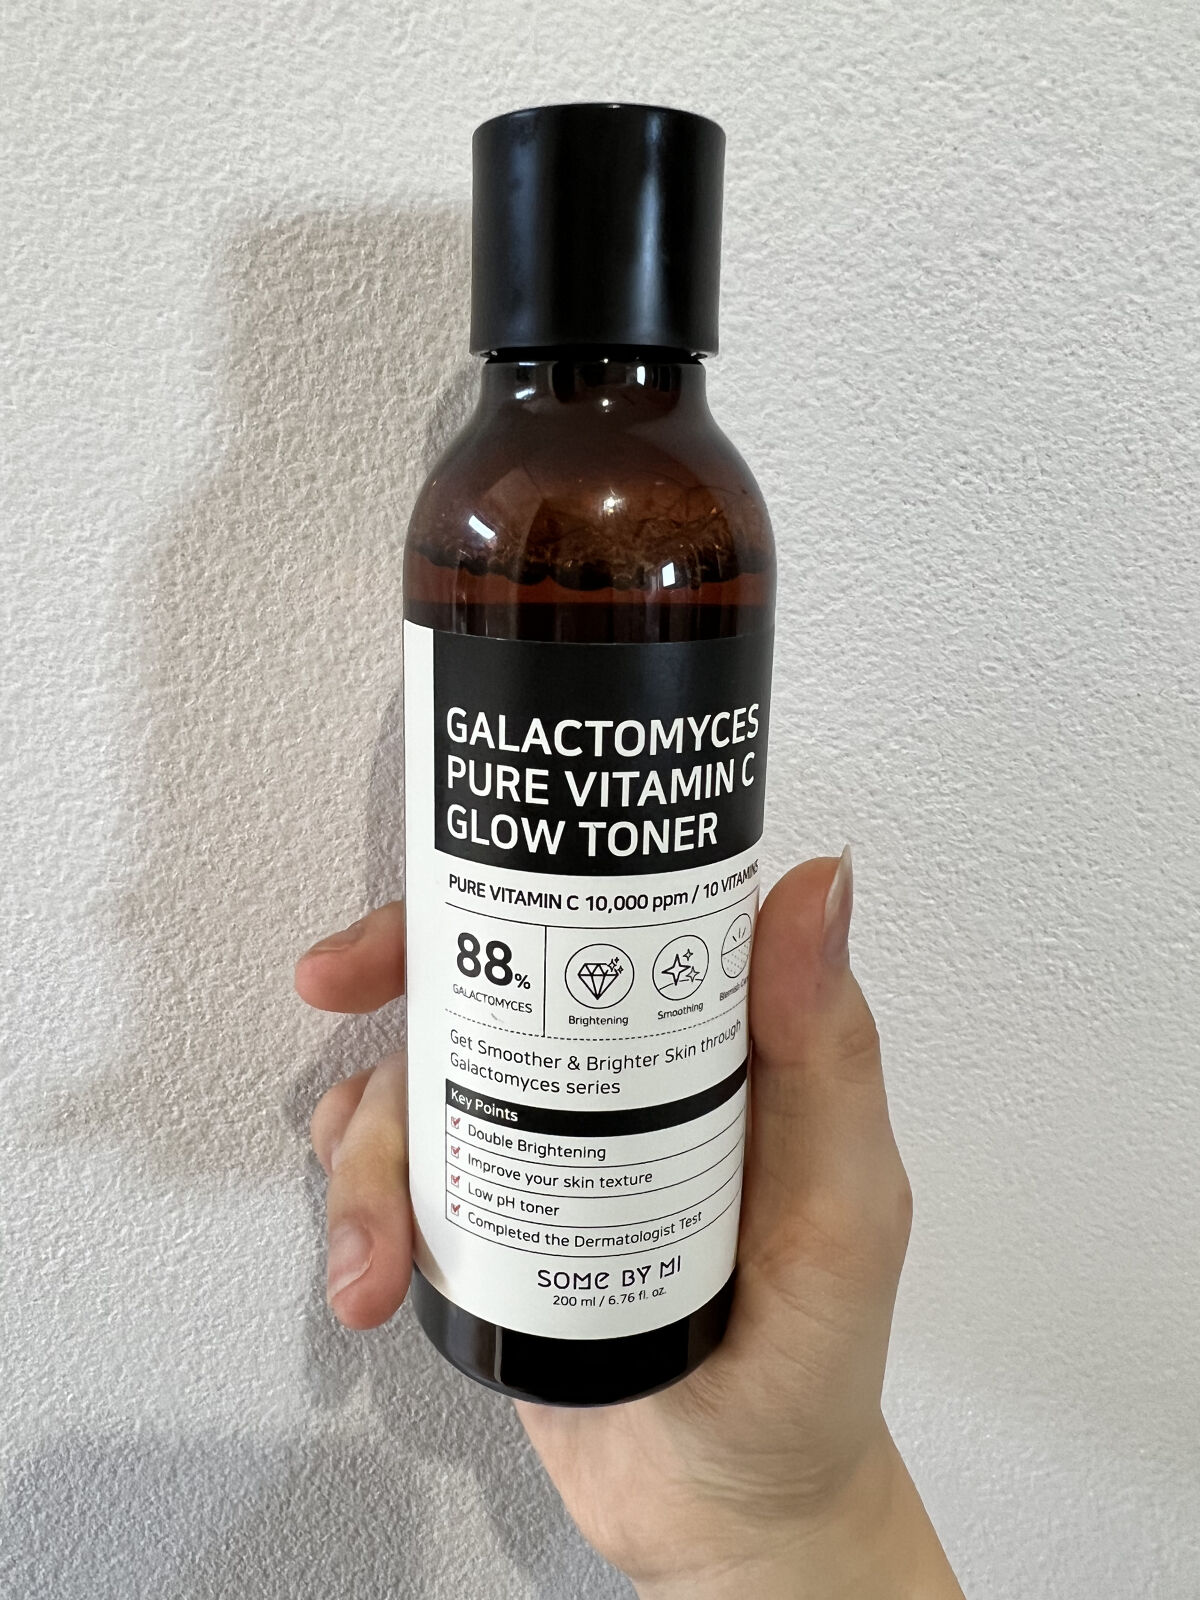 GALACTOMYCES
PURE VITAMIN C
GLOW TONER
PURE VITAMIN C 10,000 ppm / 10 VITAMINS
88%
GALACTOMYCES
Brightening
Smoothing
Blemish
Get Smoother & Brighter Skin through
Galactomyces series
Key Points
Double Brightening
Improve your skin texture
Low pH toner
Completed the Dermatologist Test
SOME BY MI
200 ml / 6.76 fl. oz.